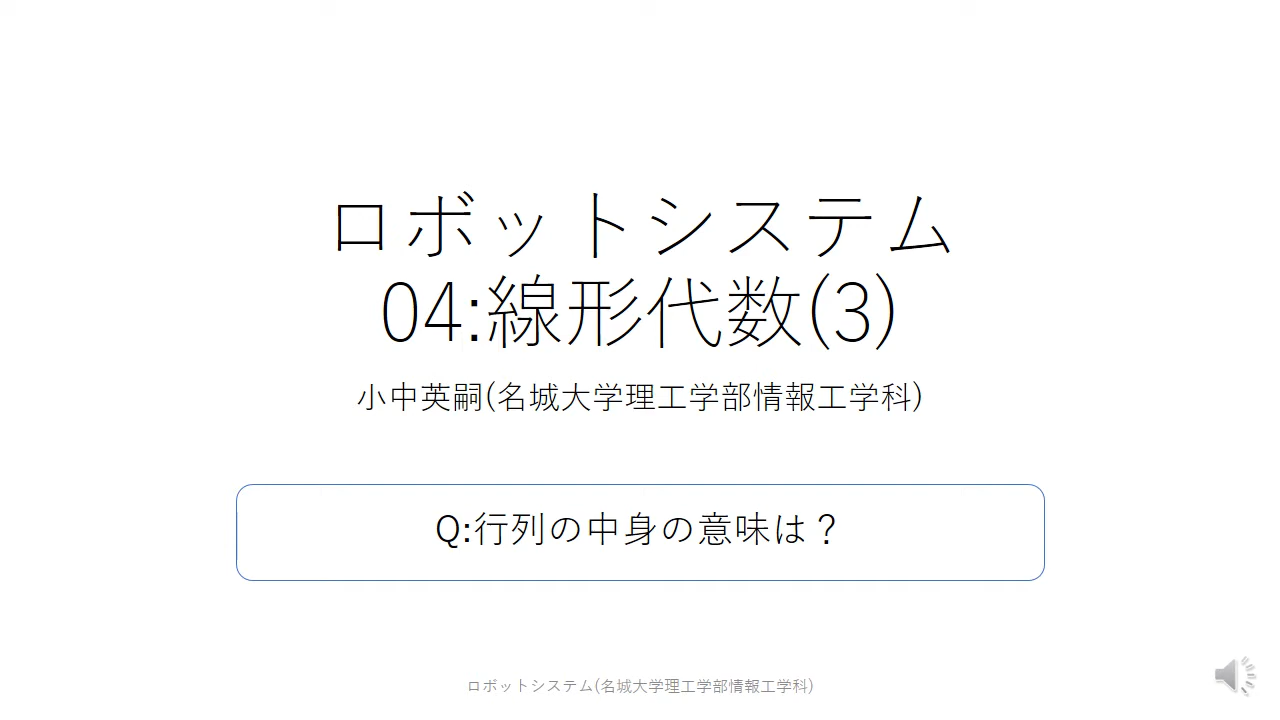 ロボットシステム
04:線形代数(3)
小中英嗣(名城大学理工学部情報工学科)
Q:行列の中身の意味は？
ロボットシステム(名城大学理工学部情報工学科)